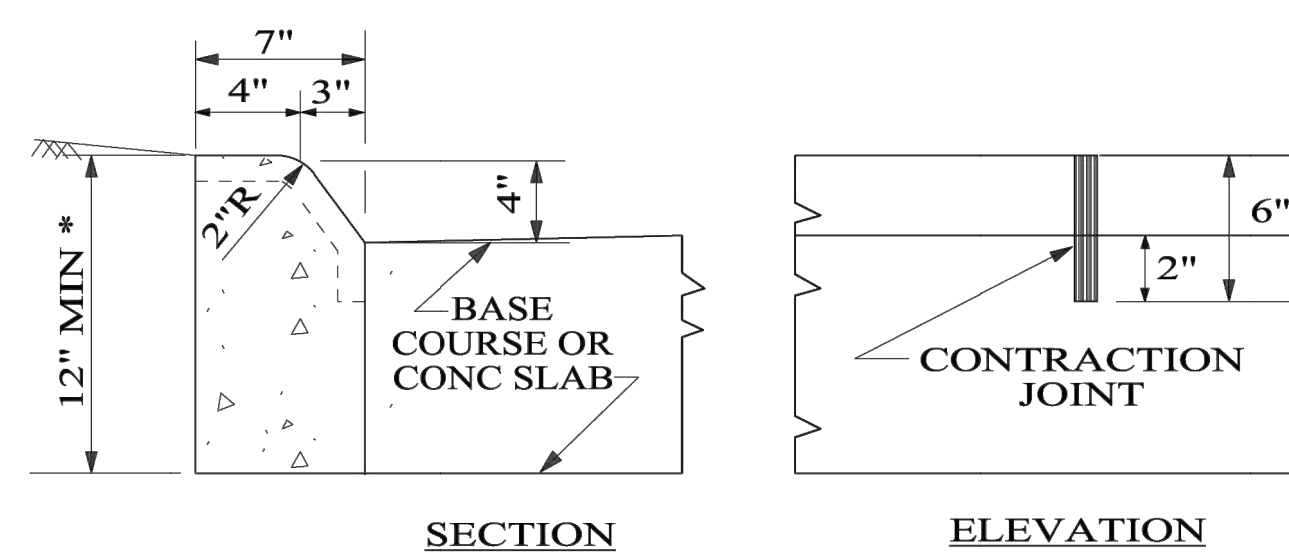 7"
4"
3"
2"R
4"
12" MIN *
BASE
COURSE OR
CONC SLAB
SECTION
6"
2"
CONTRACTION
JOINT
ELEVATION